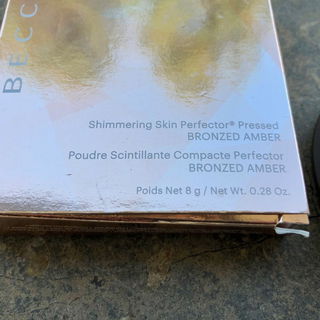 BECC
Shimmering Skin Perfector® Pressed
BRONZED AMBER
Poudre Scintillante Compacte Perfector
BRONZED AMBER
Poids Net 8 g / Net Wt. 0.28 Oz.